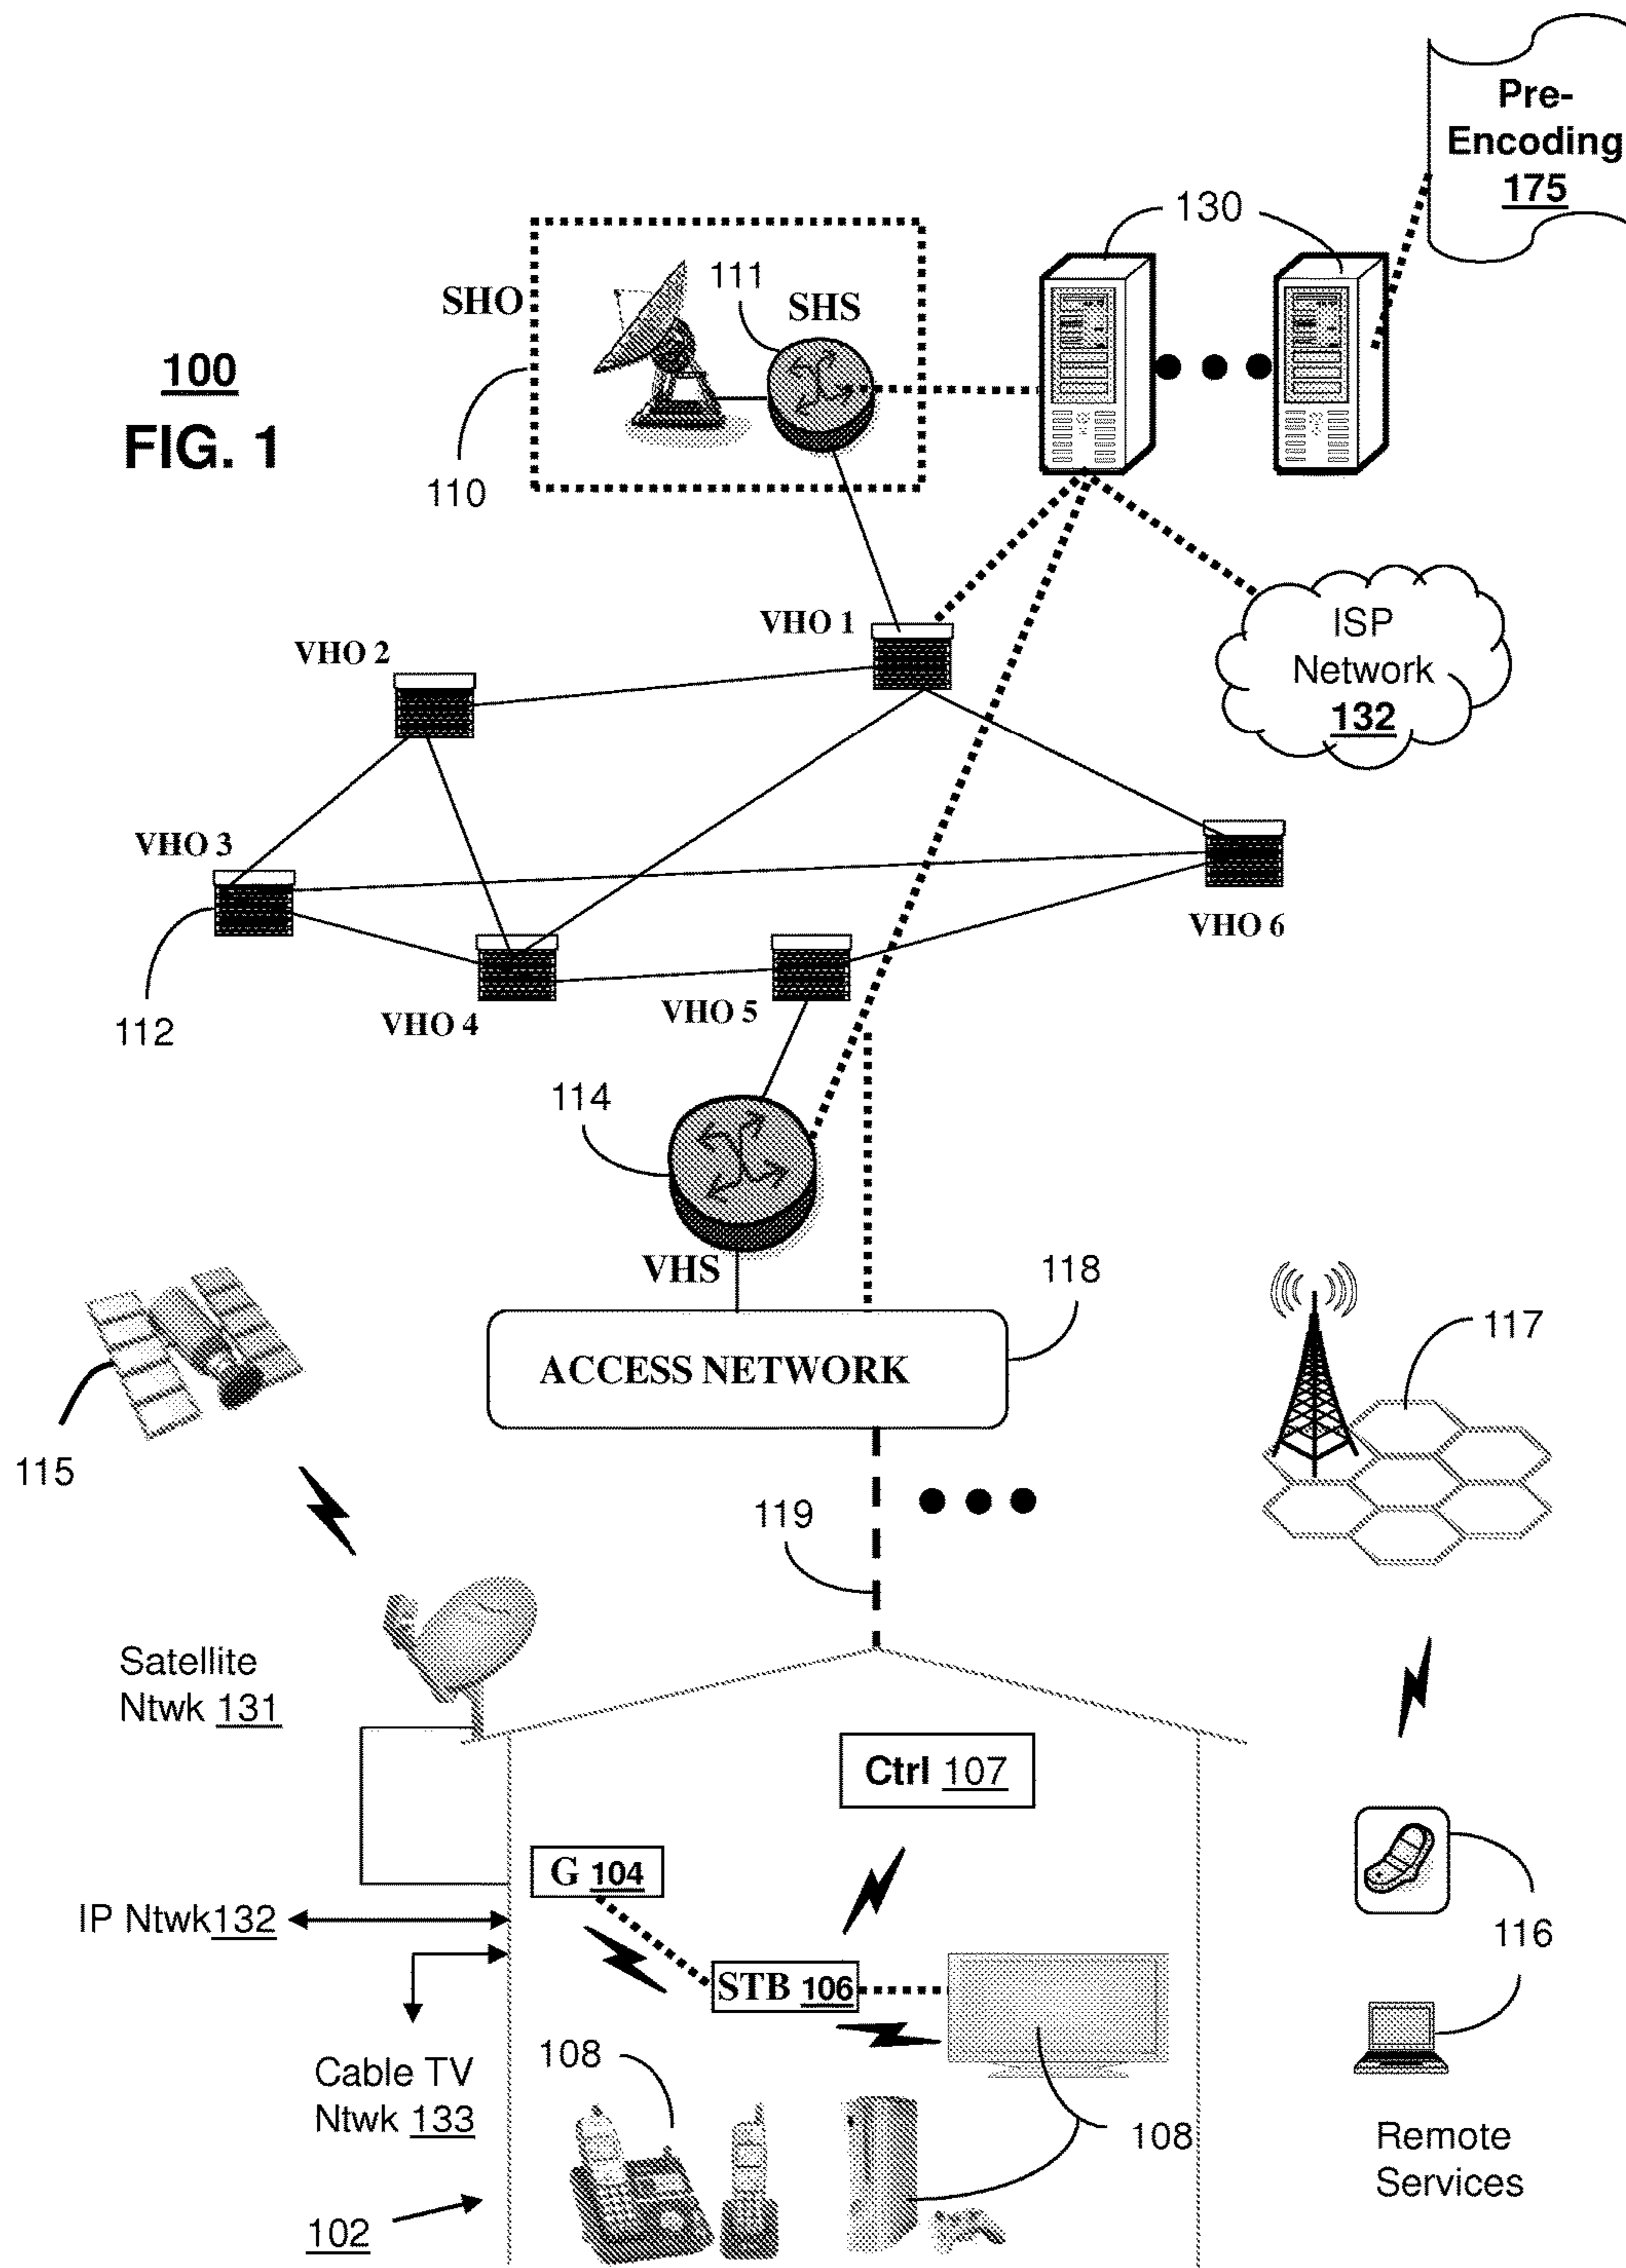 Pre-
Encoding
175
130
111
SHS
SHO
100
FIG. 1
110
ISP
Network
132
VHO 1
VHO 2
VHO 3
VHO 6
112
VHO 4
VHO 5
114
VHS
118
ACCESS NETWORK
117
115
119
Satellite
Ntwk 131
Ctrl 107
G 104
IP Ntwk132
116
STB 106
Cable TV
Ntwk 133
108
108
Remote
Services
102